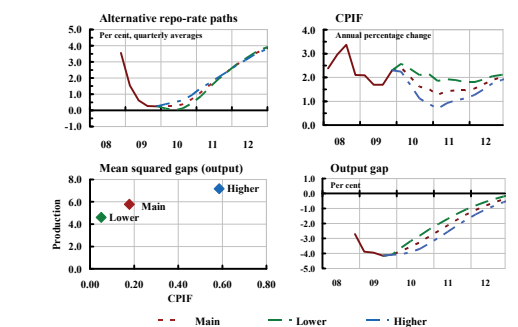 Alternative repo-rate paths
Per cent, quarterly averages
5.0
4.0
3.0
2.0
1.0
0.0
-1.0
08 09 10 11 12
CPIF
Annual percentage change
4.0
3.0
2.0
1.0
0.0
08 09 10 11 12
Mean squared gaps (output)
Production
8.0
6.0
4.0
2.0
0.0
Higher
Main
Lower
0.00 0.20 0.40 0.60 0.80
CPIF
Output gap
Per cent
1.0
0.0
-1.0
-2.0
-3.0
-4.0
-5.0
08 09 10 11 12
Main Lower Higher